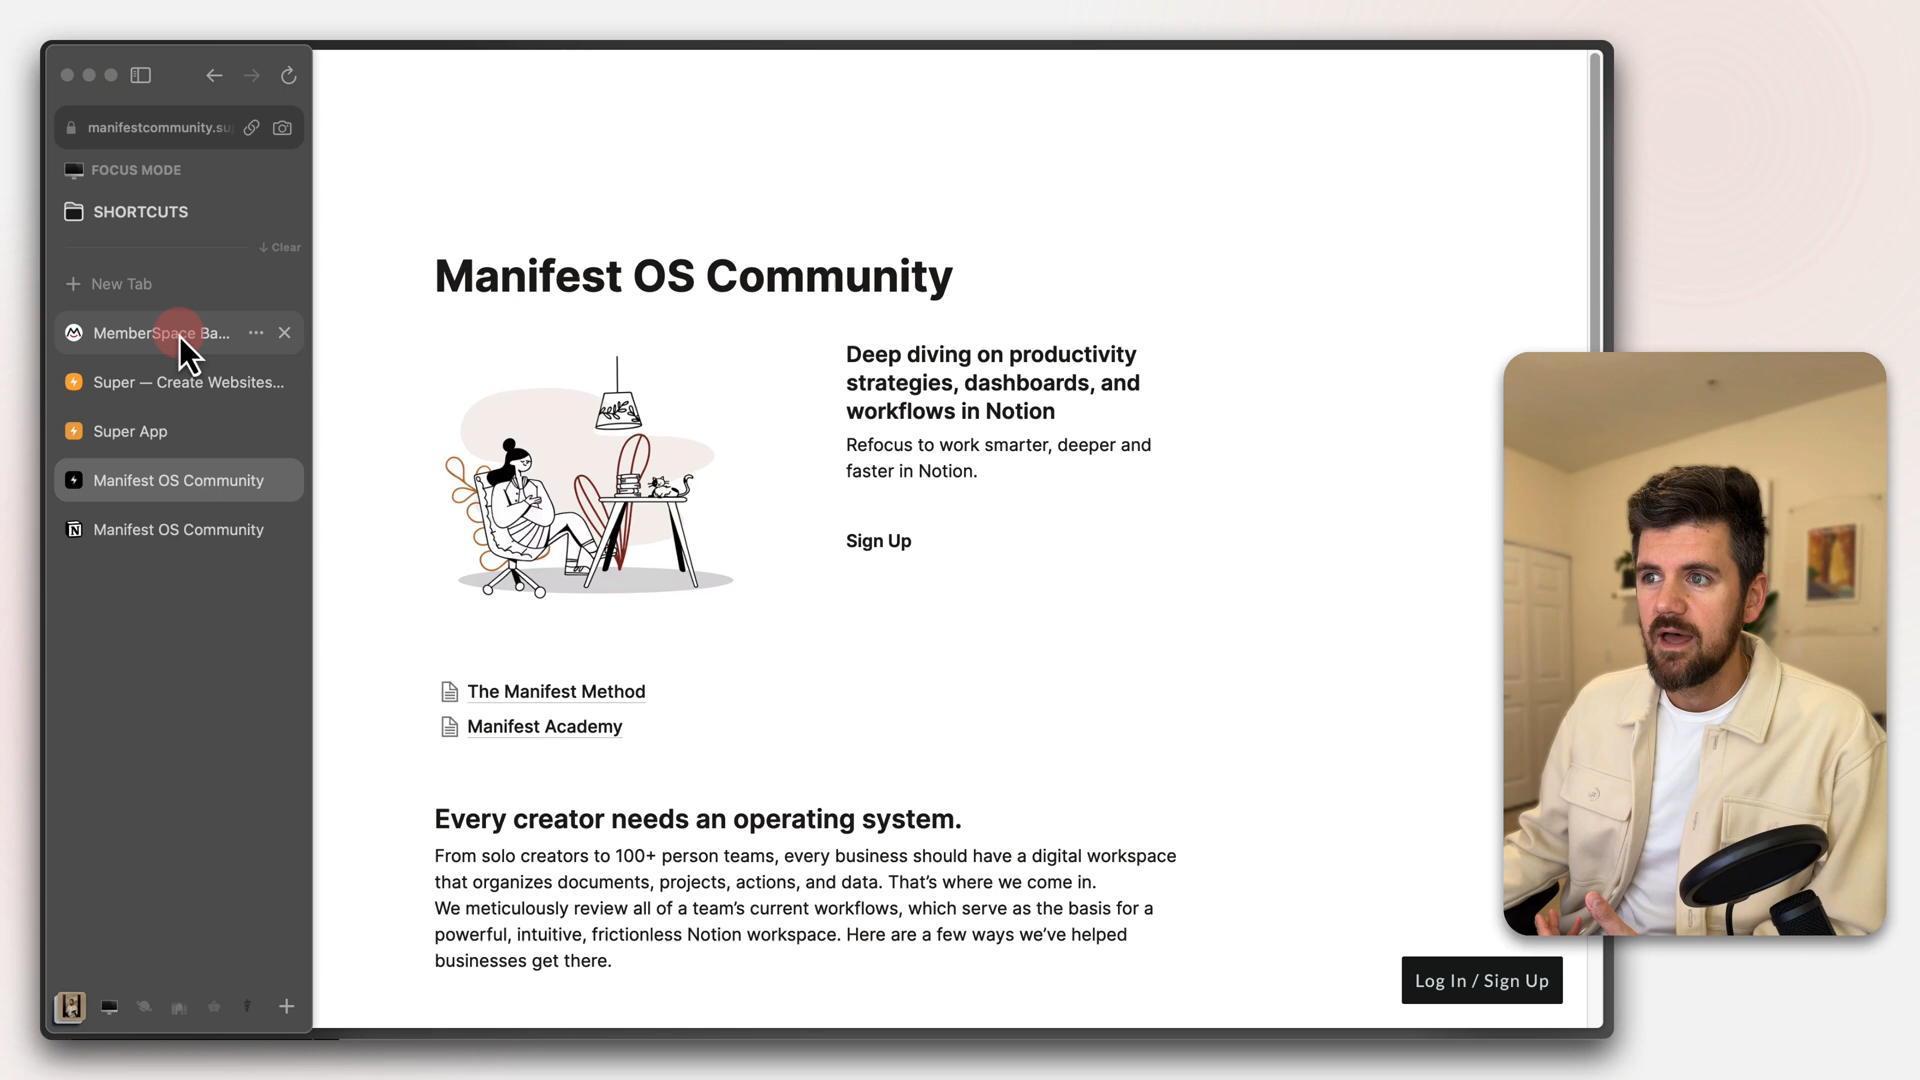 manifestcommunity.su
FOCUS MODE
SHORTCUTS
Clear
New Tab
MemberSpace Ba...
Super — Create Websites...
Super App
Manifest OS Community
Manifest OS Community
Manifest OS Community
Deep diving on productivity
strategies, dashboards, and
workflows in Notion
Refocus to work smarter, deeper and
faster in Notion.
Sign Up
The Manifest Method
Manifest Academy
Every creator needs an operating system.
From solo creators to 100+ person teams, every business should have a digital workspace
that organizes documents, projects, actions, and data. That’s where we come in.
We meticulously review all of a team’s current workflows, which serve as the basis for a
powerful, intuitive, frictionless Notion workspace. Here are a few ways we’ve helped
businesses get there.
Log In / Sign Up